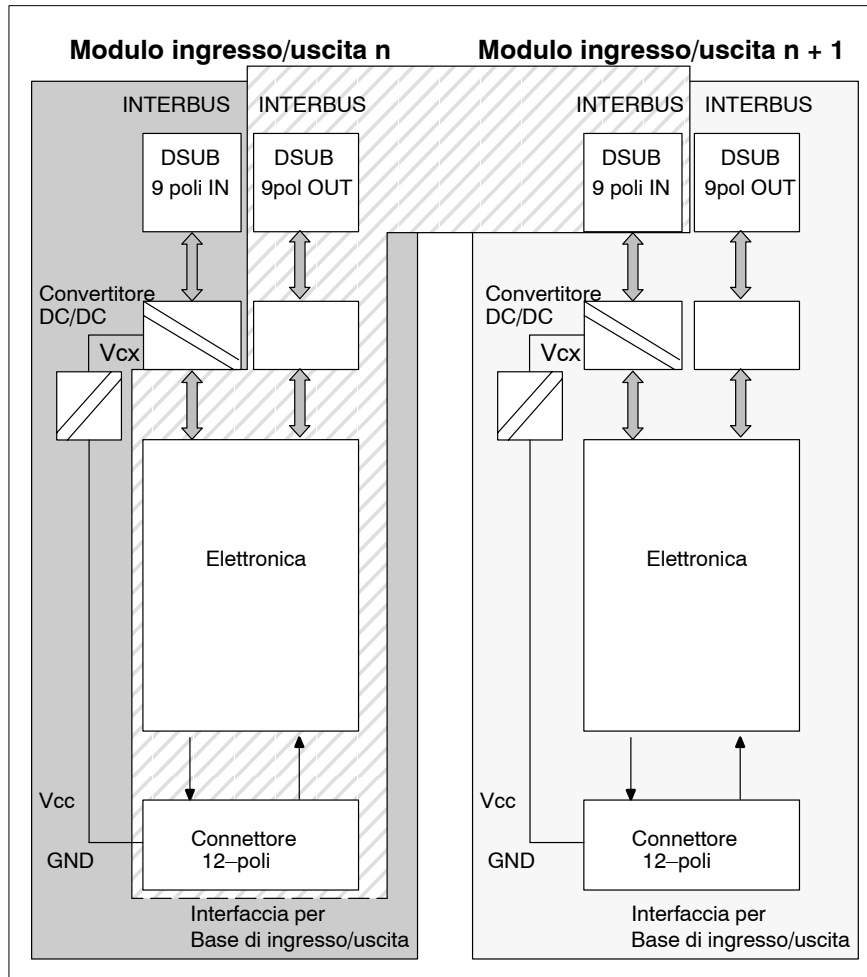 Modulo ingresso/uscita n
Modulo ingresso/uscita n + 1
INTERBUS
INTERBUS
INTERBUS
INTERBUS
DSUB
9 poli IN
DSUB
9pol OUT
DSUB
9 poli IN
DSUB
9pol OUT
Convertitore
DC/DC
Vcx
Convertitore
DC/DC
Vcx
Elettronica
Elettronica
Vcc
GND
Connettore
12–poli
Vcc
GND
Connettore
12–poli
Interfaccia per
Base di ingresso/uscita
Interfaccia per
Base di ingresso/uscita